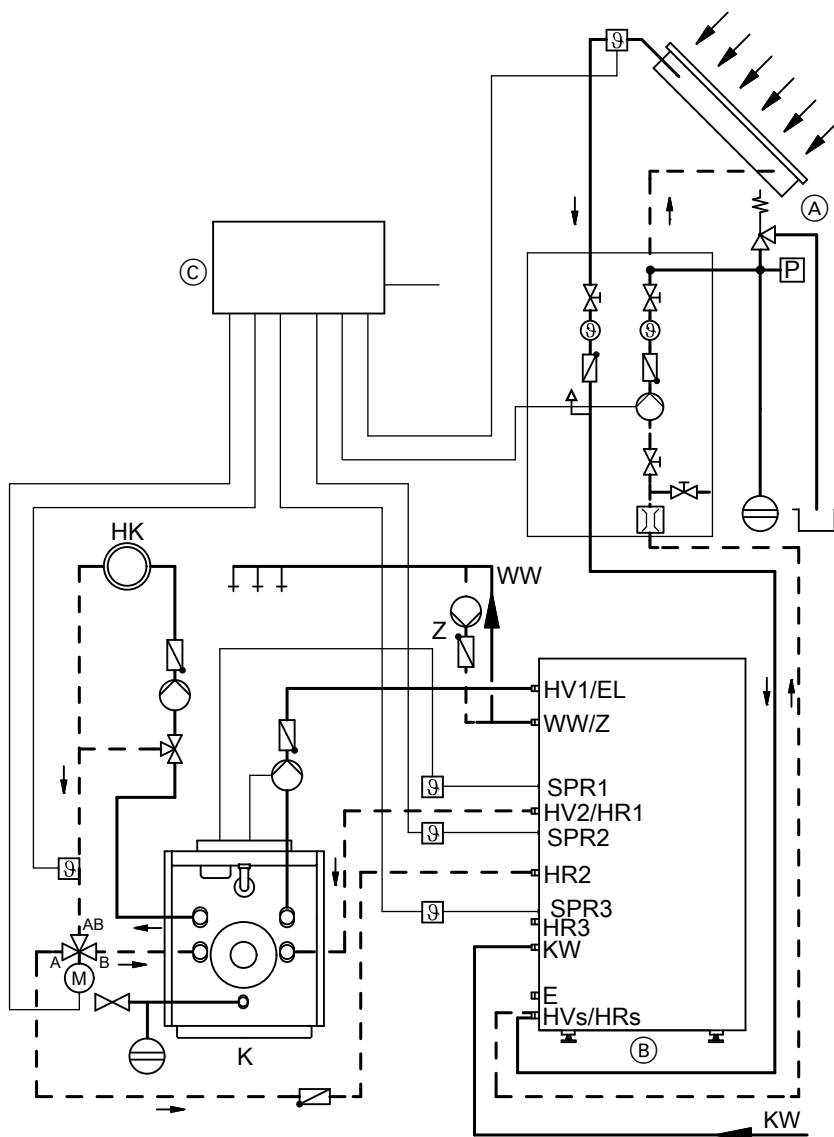 ϑ
A
C
P
ϑ
ϑ
HK
WW
Z
HV1/EL
WW/Z
ϑ
SPR1
HV2/HR1
ϑ
SPR2
ϑ
HR2
AB
ϑ
SPR3
HR3
A
B
KW
M
E
HVs/HRs
K
B
KW